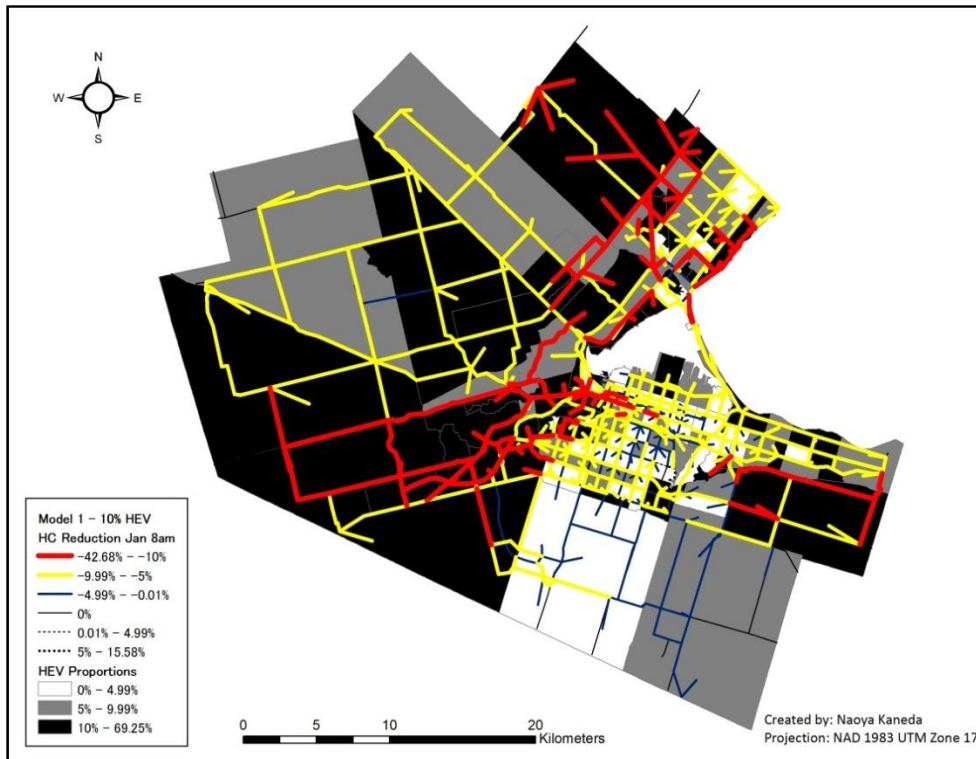 N
W E
S
Model 1 - 10% HEV
HC Reduction Jan 8am
-42.68% - -10%
-9.99% - -5%
-4.99% - -0.01%
0%
0.01% - 4.99%
5% - 15.58%
HEV Proportions
0% - 4.99%
5% - 9.99%
10% - 69.25%
0 5 10 20
Kilometers
Created by: Naoya Kaneda
Projection: NAD 1983 UTM Zone 17